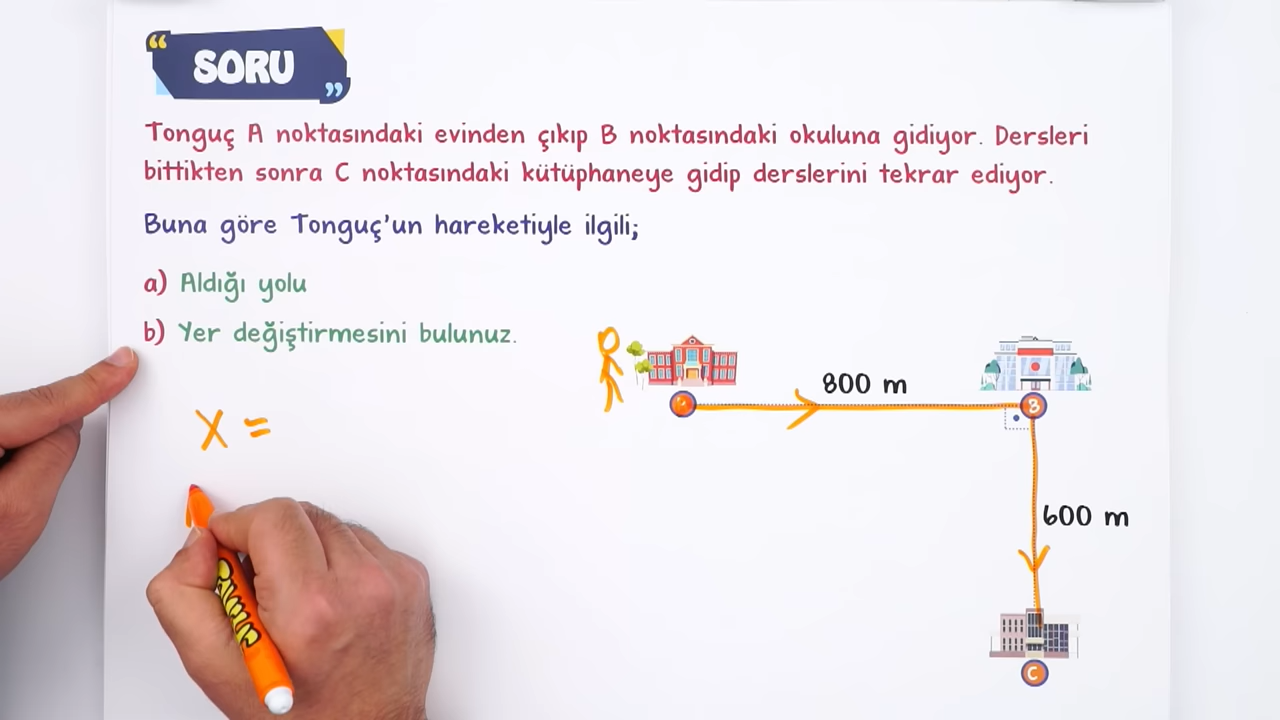 SORU
Tonguç A noktasındaki evinden çıkıp B noktasındaki okuluna gidiyor. Dersleri
bittikten sonra C noktasındaki kütüphaneye gidip derslerini tekrar ediyor.
Buna göre Tonguç'un hareketiyle ilgili;
a) Aldığı yolu
b) Yer değiştirmesini bulunuz.
800 m
B
X =
600 m
C